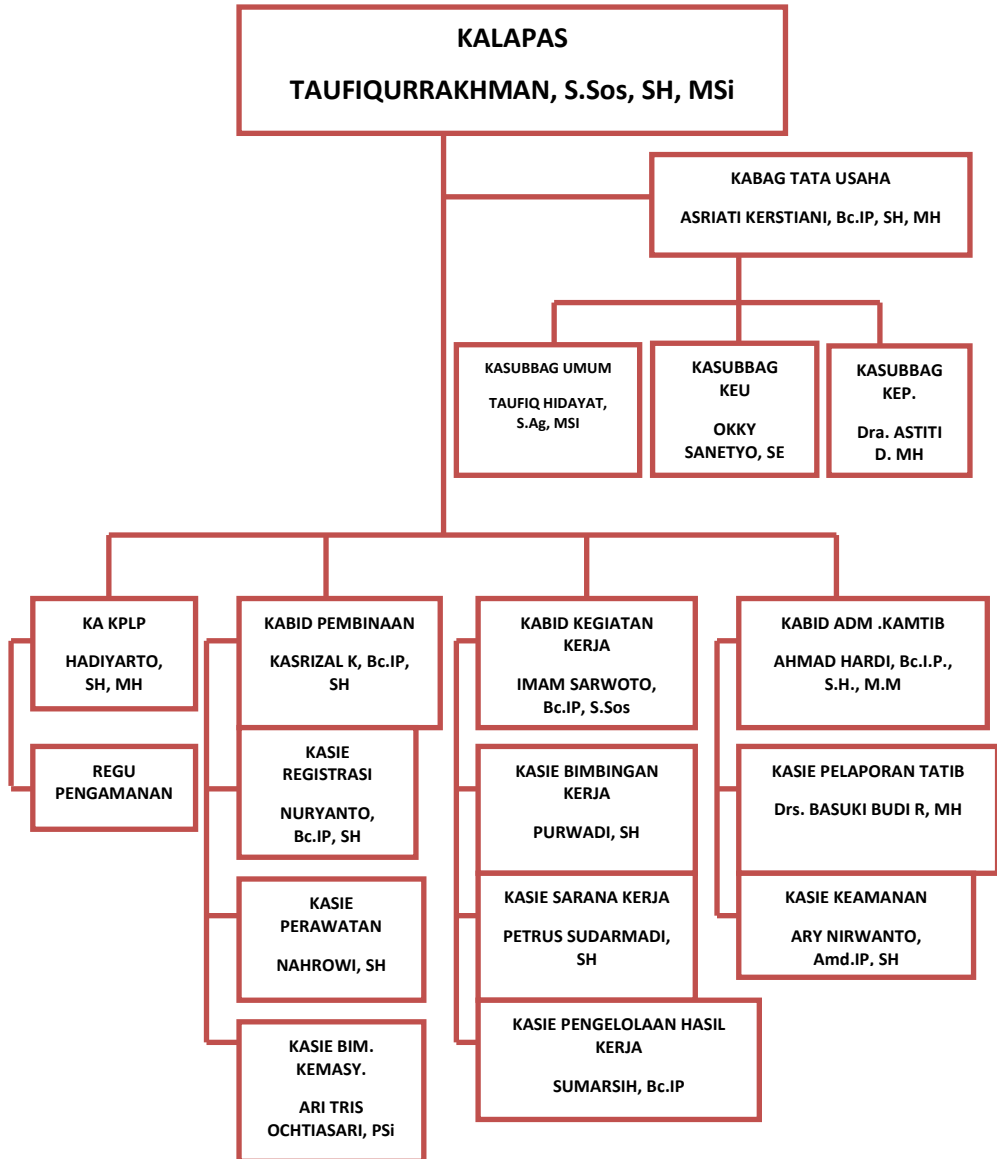 KALAPAS
TAUFIQURRAKHMAN, S.Sos, SH, MSi
KABAG TATA USAHA
ASRIATI KERSTIANI, Bc.IP, SH, MH
KASUBBAG UMUM
TAUFIQ HIDAYAT,
S.Ag, MSI
KASUBBAG
KEU
OKKY
SANETYO, SE
KASUBBAG
KEP.
Dra. ASTITI
D. MH
KA KPLP
HADIYARTO,
SH, MH
REGU
PENGAMANAN
KABID PEMBINAAN
KASRIZAL K, Bc.IP,
SH
KASIE
REGISTRASI
NURYANTO,
Bc.IP, SH
KASIE
PERAWATAN
NAHROWI, SH
KASIE BIM.
KEMASY.
ARI TRIS
OCHTIASARI, PSi
KABID KEGIATAN
KERJA
IMAM SARWOTO,
Bc.IP, S.Sos
KASIE BIMBINGAN
KERJA
PURWADI, SH
KASIE SARANA KERJA
PETRUS SUDARMADI,
SH
KASIE PENGELOLAAN HASIL
KERJA
SUMARSIH, Bc.IP
KABID ADM .KAMTIB
AHMAD HARDI, Bc.I.P.,
S.H., M.M
KASIE PELAPORAN TATIB
Drs. BASUKI BUDI R, MH
KASIE KEAMANAN
ARY NIRWANTO,
Amd.IP, SH